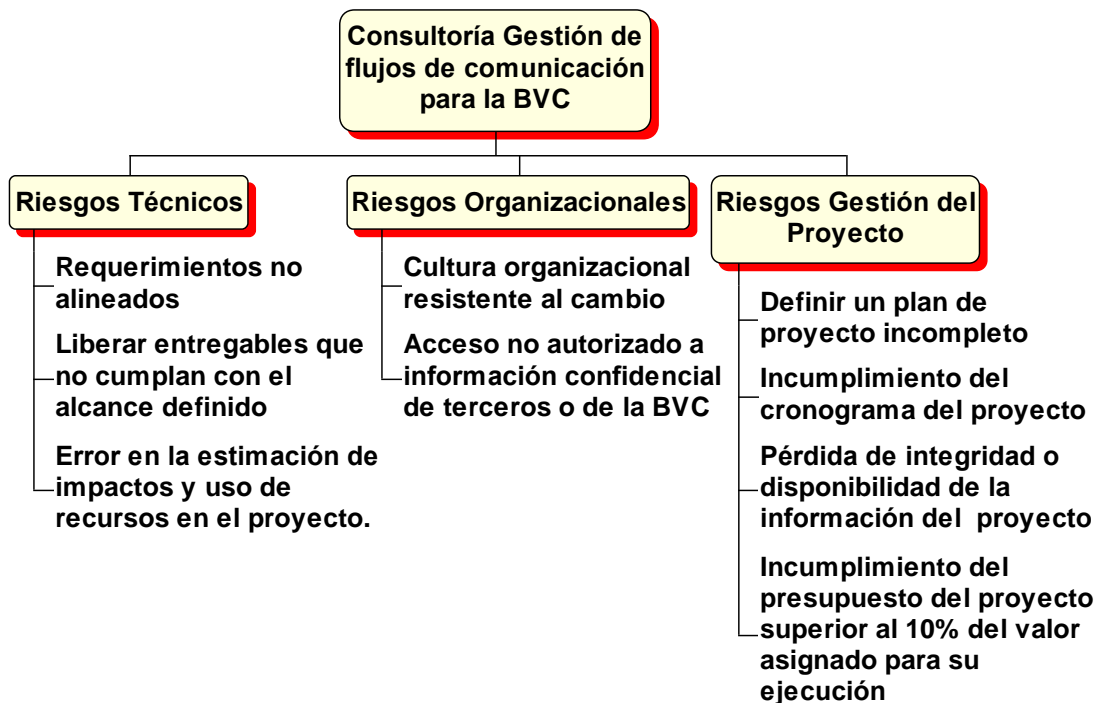 Consultoría Gestión de
flujos de comunicación
para la BVC
Riesgos Técnicos
Requerimientos no
alineados
Liberar entregables que
no cumplan con el
alcance definido
Error en la estimación de
impactos y uso de
recursos en el proyecto.
Riesgos Organizacionales
Cultura organizacional
resistente al cambio
Acceso no autorizado a
información confidencial
de terceros o de la BVC
Riesgos Gestión del
Proyecto
Definir un plan de
proyecto incompleto
Incumplimiento del
cronograma del proyecto
Pérdida de integridad o
disponibilidad de la
información del proyecto
Incumplimiento del
presupuesto del proyecto
superior al 10% del valor
asignado para su
ejecución